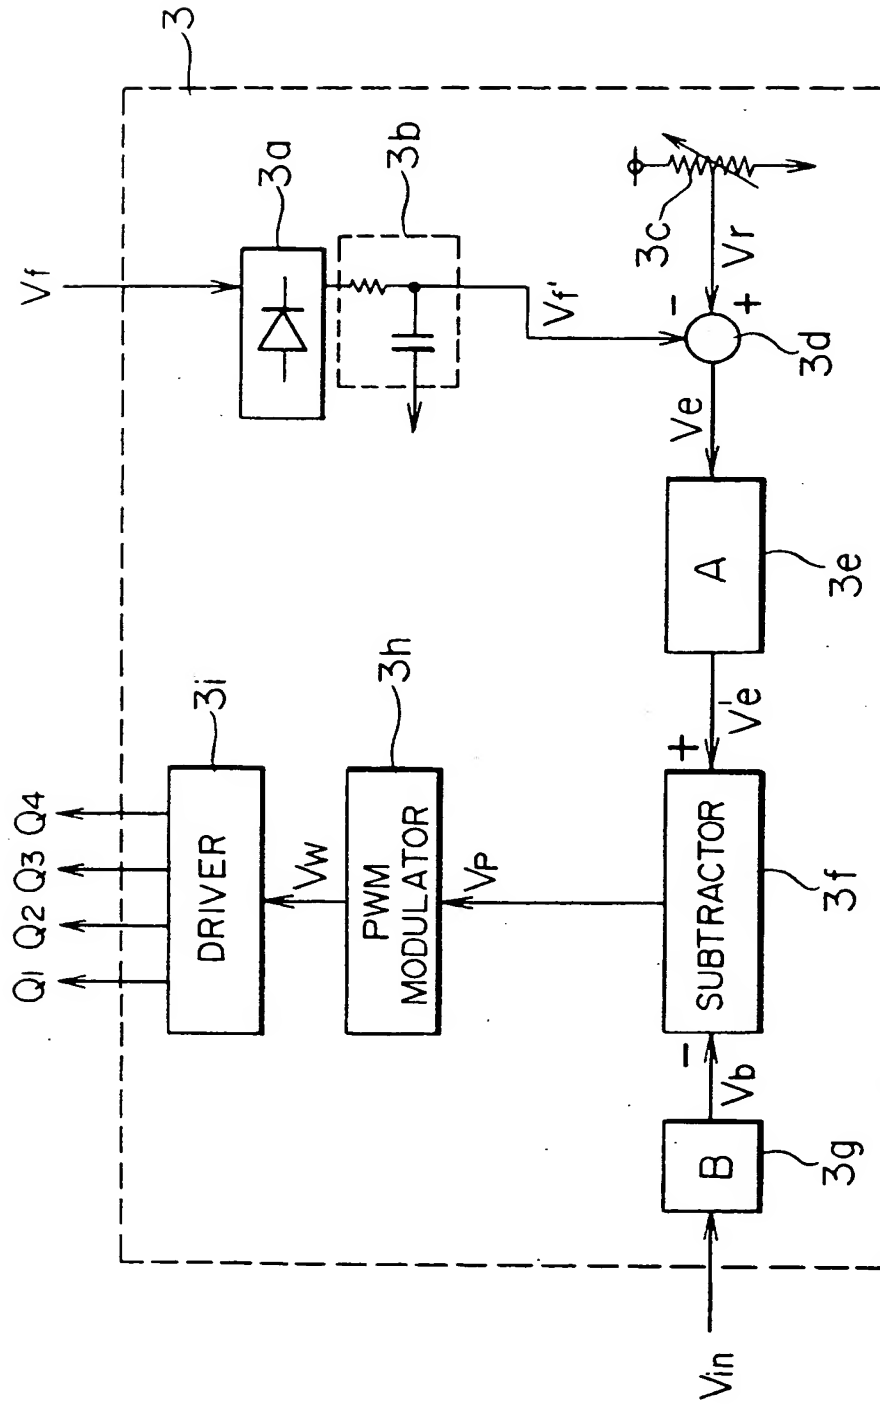 3
Vf
3a
3b
Vf'
3c
Vr
-
+
3d
Ve
A
3e
V'e
+
SUBTRACTOR
3f
-
Vb
B
3g
Vin
VP
PWM
MODULATOR
3h
VW
DRIVER
3i
Q1 Q2 Q3 Q4